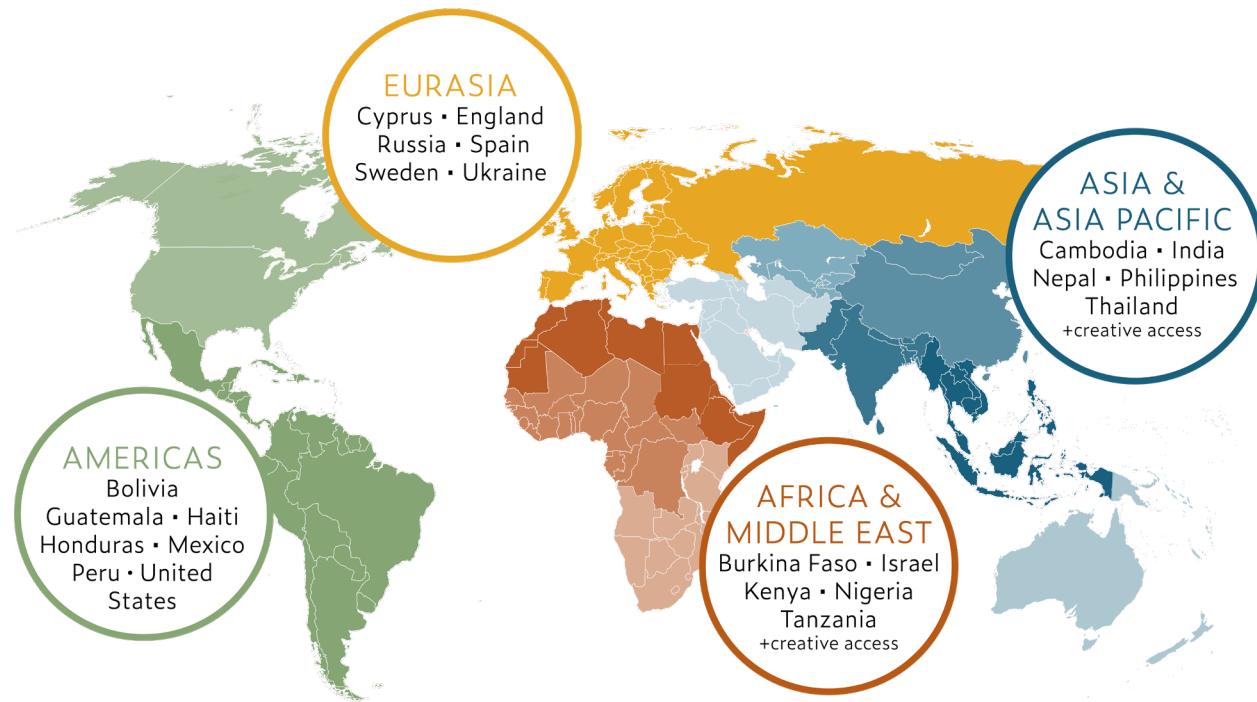 EURASIA
Cyprus ▪ England
Russia ▪ Spain
Sweden ▪ Ukraine
ASIA &
ASIA PACIFIC
Cambodia ▪ India
Nepal ▪ Philippines
Thailand
+creative access
AMERICAS
Bolivia
Guatemala ▪ Haiti
Honduras ▪ Mexico
Peru ▪ United
States
AFRICA &
MIDDLE EAST
Burkina Faso ▪ Israel
Kenya ▪ Nigeria
Tanzania
+creative access